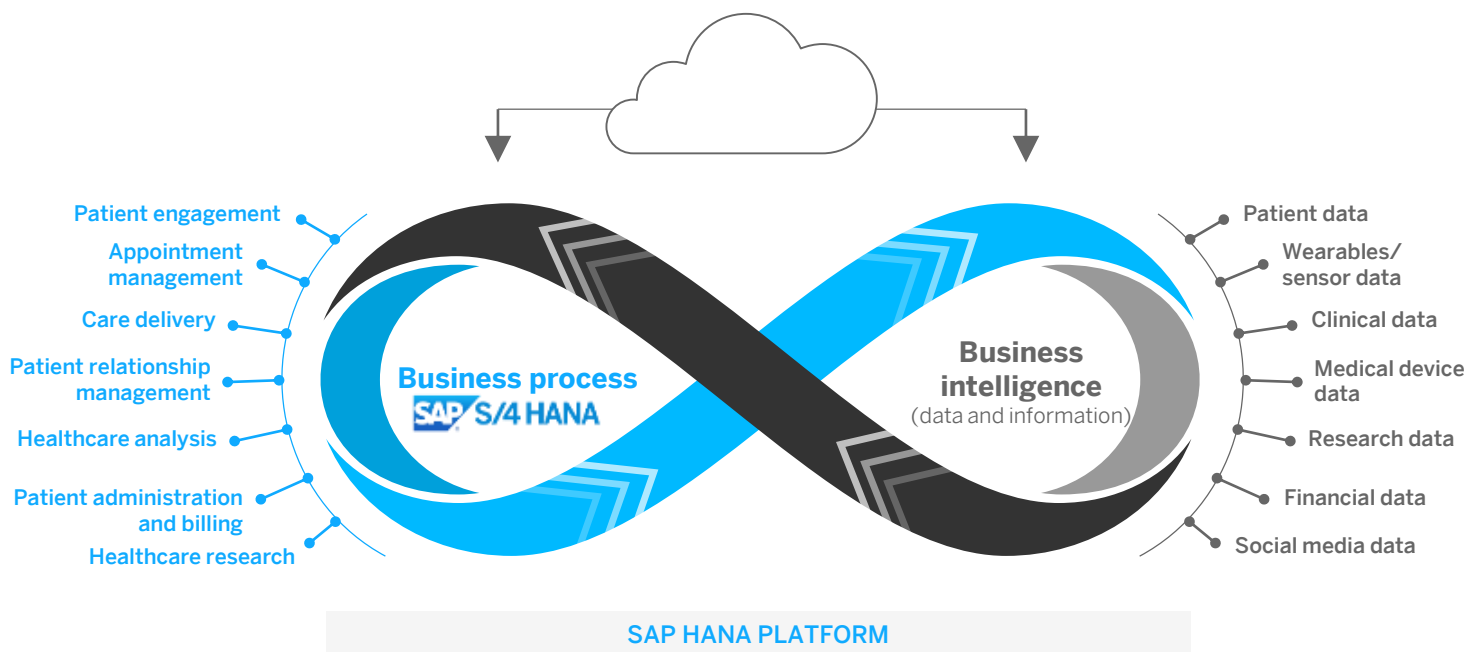 Patient engagement
Appointment
management
Care delivery
Patient relationship
management
Healthcare analysis
Patient administration
and billing
Healthcare research
Business process
SAP S/4 HANA
Business
intelligence
(data and information)
Patient data
Wearables/
sensor data
Clinical data
Medical device
data
Research data
Financial data
Social media data
SAP HANA PLATFORM